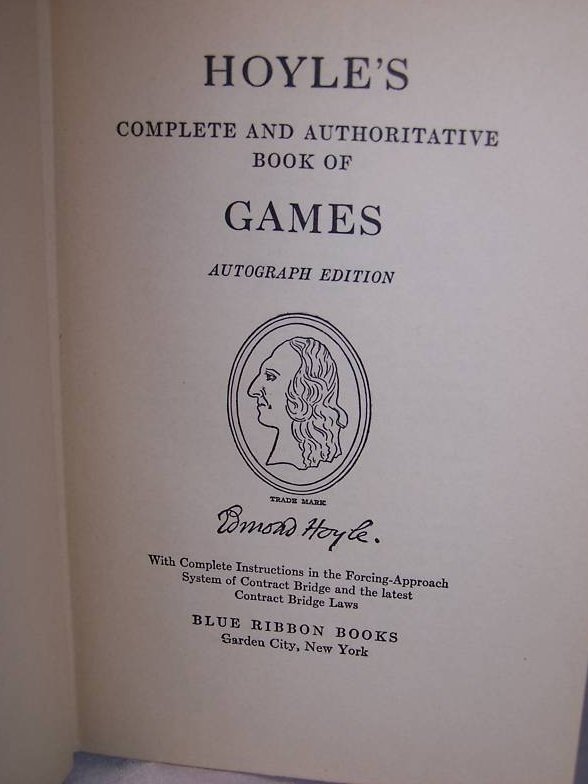 HOYLE'S
COMPLETE AND AUTHORITATIVE
BOOK OF
GAMES
AUTOGRAPH EDITION
TRADE MARK
Edmond Hoyle.
With Complete Instructions in the Forcing-Approach
System of Contract Bridge and the latest
Contract Bridge Laws
BLUE RIBBON BOOKS
Garden City, New York